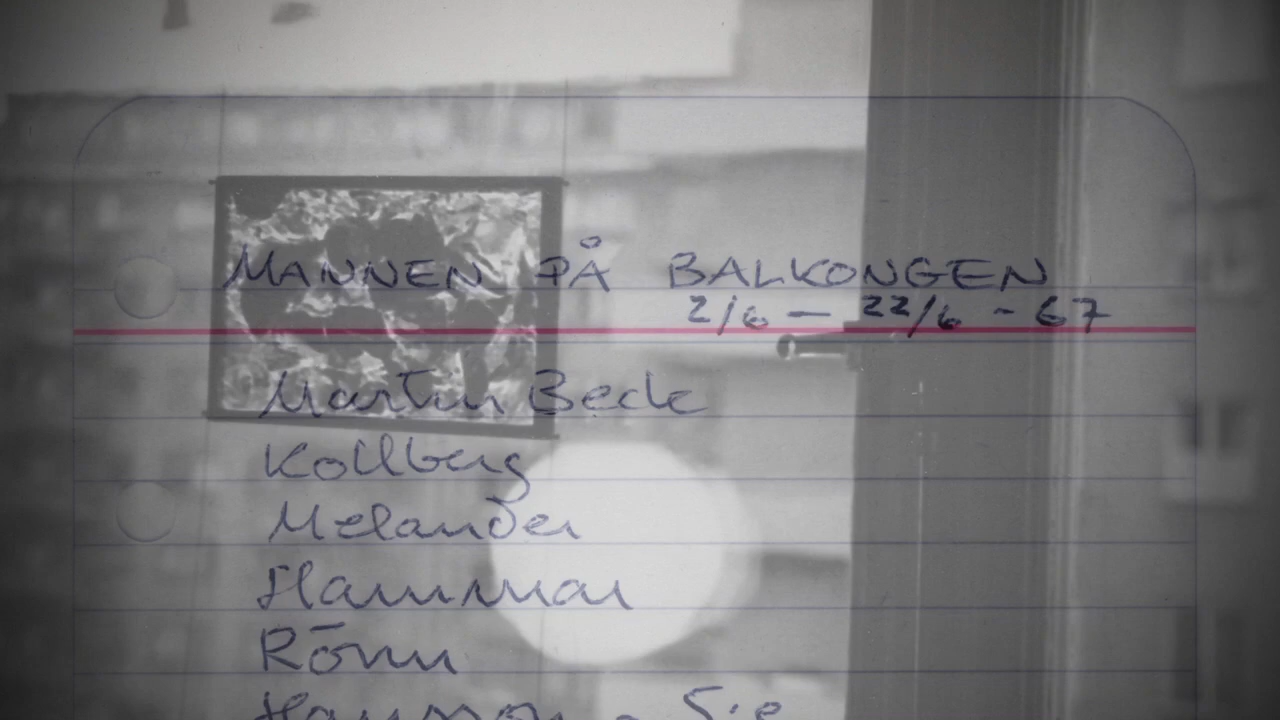 MANNEN PÅ BALKONGEN
2/6 — 22/6 - 67
Martin Beck
Kollberg
Melander
Hammar
Rönn